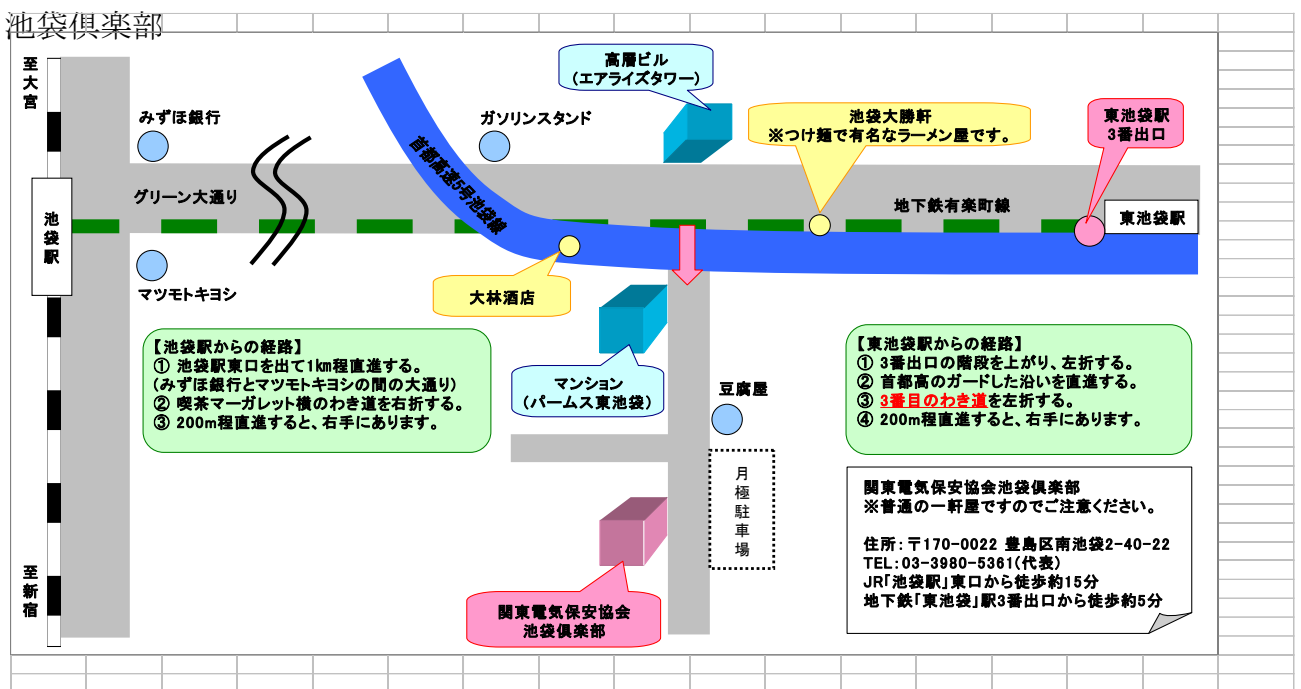 池袋倶楽部
至大宮
高層ビル
(エアライズタワー)
みずほ銀行
ガソリンスタンド
池袋大勝軒
※つけ麺で有名なラーメン屋です。
東池袋駅
3番出口
首都高速5号池袋線
グリーン大通り
地下鉄有楽町線
池袋駅
東池袋駅
マツモトキヨシ
大林酒店
【池袋駅からの経路】
① 池袋駅東口を出て1km程直進する。
(みずほ銀行とマツモトキヨシの間の大通り)
② 喫茶マーガレット横のわき道を右折する。
③ 200m程直進すると、右手にあります。
マンション
(パームス東池袋)
豆腐屋
【東池袋駅からの経路】
① 3番出口の階段を上がり、左折する。
② 首都高のガードした沿いを直進する。
③ 3番目のわき道を左折する。
④ 200m程直進すると、右手にあります。
月極駐車場
関東電気保安協会池袋倶楽部
※普通の一軒屋ですのでご注意ください。
住所:〒170-0022 豊島区南池袋2-40-22
TEL:03-3980-5361(代表)
JR「池袋駅」東口から徒歩約15分
地下鉄「東池袋」駅3番出口から徒歩約5分
至新宿
関東電気保安協会
池袋倶楽部